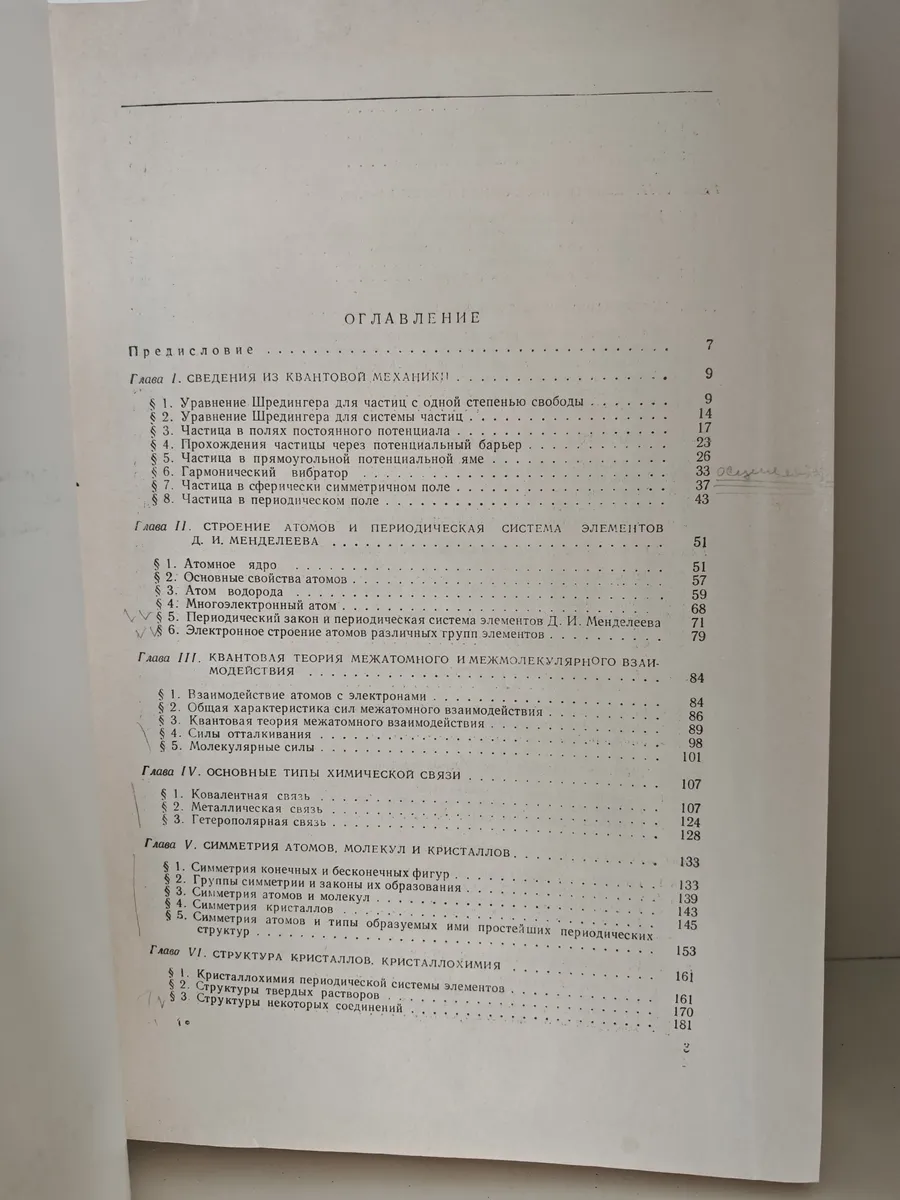 ОГЛАВЛЕНИЕ
Предисловие . . . . . . . . . . 7
Глава I. СВЕДЕНИЯ ИЗ КВАНТОВОЙ МЕХАНИКИ . . . . . . . . . . 9
§ 1. Уравнение Шредингера для частиц с одной степенью свободы . . . . . . . 9
§ 2. Уравнение Шредингера для системы частиц . . . . . . . . . . 14
§ 3. Частица в полях постоянного потенциала . . . . . . . . . . 17
§ 4. Прохождения частицы через потенциальный барьер . . . . . . . . . . 23
§ 5. Частица в прямоугольной потенциальной яме . . . . . . . . . . 26
§ 6. Гармонический вибратор . . . . . . . . . . 33
§ 7. Частица в сферически симметричном поле . . . . . . . . . . 37
§ 8. Частица в периодическом поле . . . . . . . . . . 43
Глава II. СТРОЕНИЕ АТОМОВ И ПЕРИОДИЧЕСКАЯ СИСТЕМА ЭЛЕМЕНТОВ
Д. И. МЕНДЕЛЕЕВА . . . . . . . . . . 51
§ 1. Атомное ядро . . . . . . . . . . 51
§ 2. Основные свойства атомов . . . . . . . . . . 57
§ 3. Атом водорода . . . . . . . . . . 59
§ 4. Многоэлектронный атом . . . . . . . . . . 68
§ 5. Периодический закон и периодическая система элементов Д. И. Менделеева 71
§ 6. Электронное строение атомов различных групп элементов . . . . . . . . . . 79
Глава III. КВАНТОВАЯ ТЕОРИЯ МЕЖАТОМНОГО И МЕЖМОЛЕКУЛЯРНОГО ВЗАИ-
МОДЕЙСТВИЯ . . . . . . . . . . 84
§ 1. Взаимодействие атомов с электронами . . . . . . . . . . 84
§ 2. Общая характеристика сил межатомного взаимодействия . . . . . . . . . . 86
§ 3. Квантовая теория межатомного взаимодействия . . . . . . . . . . 89
§ 4. Силы отталкивания . . . . . . . . . . 98
§ 5. Молекулярные силы . . . . . . . . . . 101
Глава IV. ОСНОВНЫЕ ТИПЫ ХИМИЧЕСКОЙ СВЯЗИ . . . . . . . . . . 107
§ 1. Ковалентная связь . . . . . . . . . . 107
§ 2. Металлическая связь . . . . . . . . . . 124
§ 3. Гетерополярная связь . . . . . . . . . . 128
Глава V. СИММЕТРИЯ АТОМОВ, МОЛЕКУЛ И КРИСТАЛЛОВ . . . . . . . . . . 133
§ 1. Симметрия конечных и бесконечных фигур . . . . . . . . . . 133
§ 2. Группы симметрии и законы их образования . . . . . . . . . . 139
§ 3. Симметрия атомов и молекул . . . . . . . . . . 143
§ 4. Симметрия кристаллов . . . . . . . . . . 145
§ 5. Симметрия атомов и типы образуемых ими простейших периодических
структур . . . . . . . . . . 153
Глава VI. СТРУКТУРА КРИСТАЛЛОВ. КРИСТАЛЛОХИМИЯ . . . . . . . . . . 161
§ 1. Кристаллохимия периодической системы элементов . . . . . . . . . . 161
§ 2. Структуры твердых растворов . . . . . . . . . . 170
§ 3 Структуры некоторых соединений . . . . . . . . . . 181
3